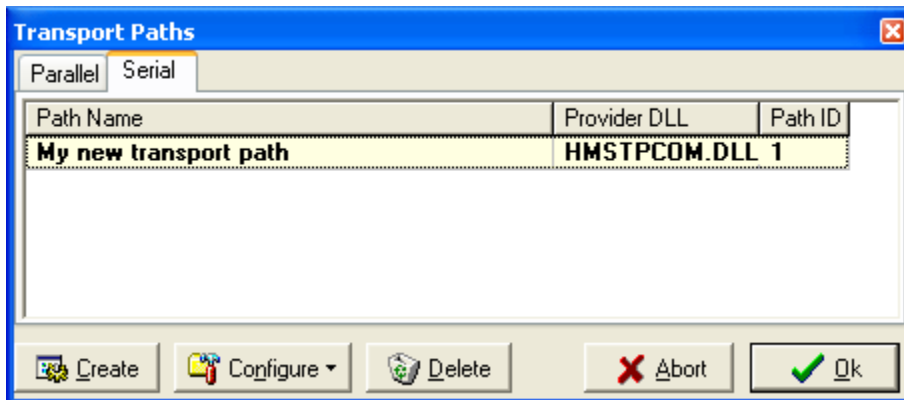 Transport Paths
Parallel Serial
Path Name Provider DLL Path ID
My new transport path HMSTPCOM.DLL 1
Create Configure Delete Abort Ok